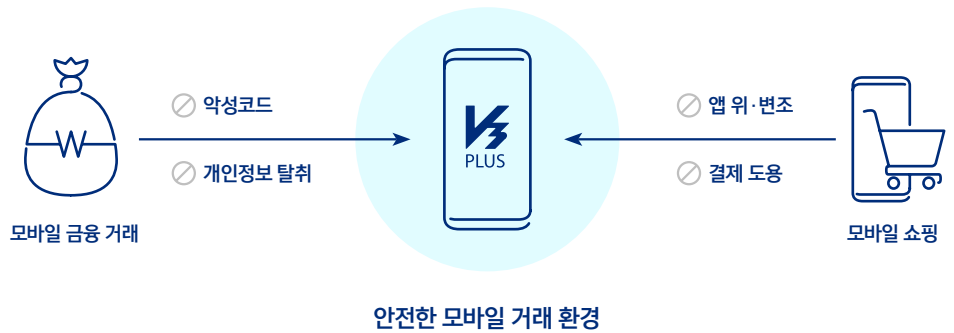 악성코드
개인정보 탈취
모바일 금융 거래
V3
PLUS
앱 위·변조
결제 도용
모바일 쇼핑
안전한 모바일 거래 환경